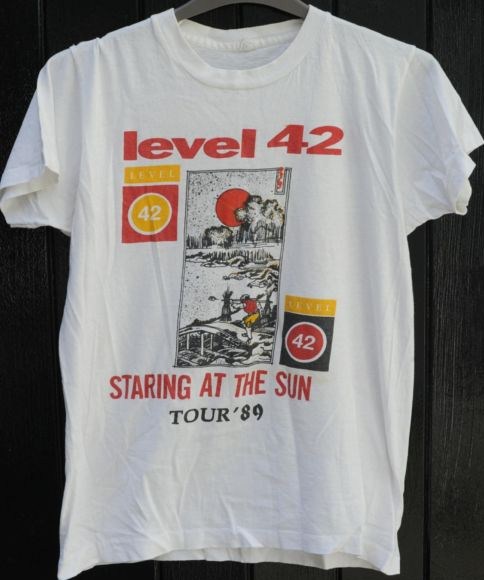 level 42
LEVEL
42
LEVEL
42
STARING AT THE SUN
TOUR '89